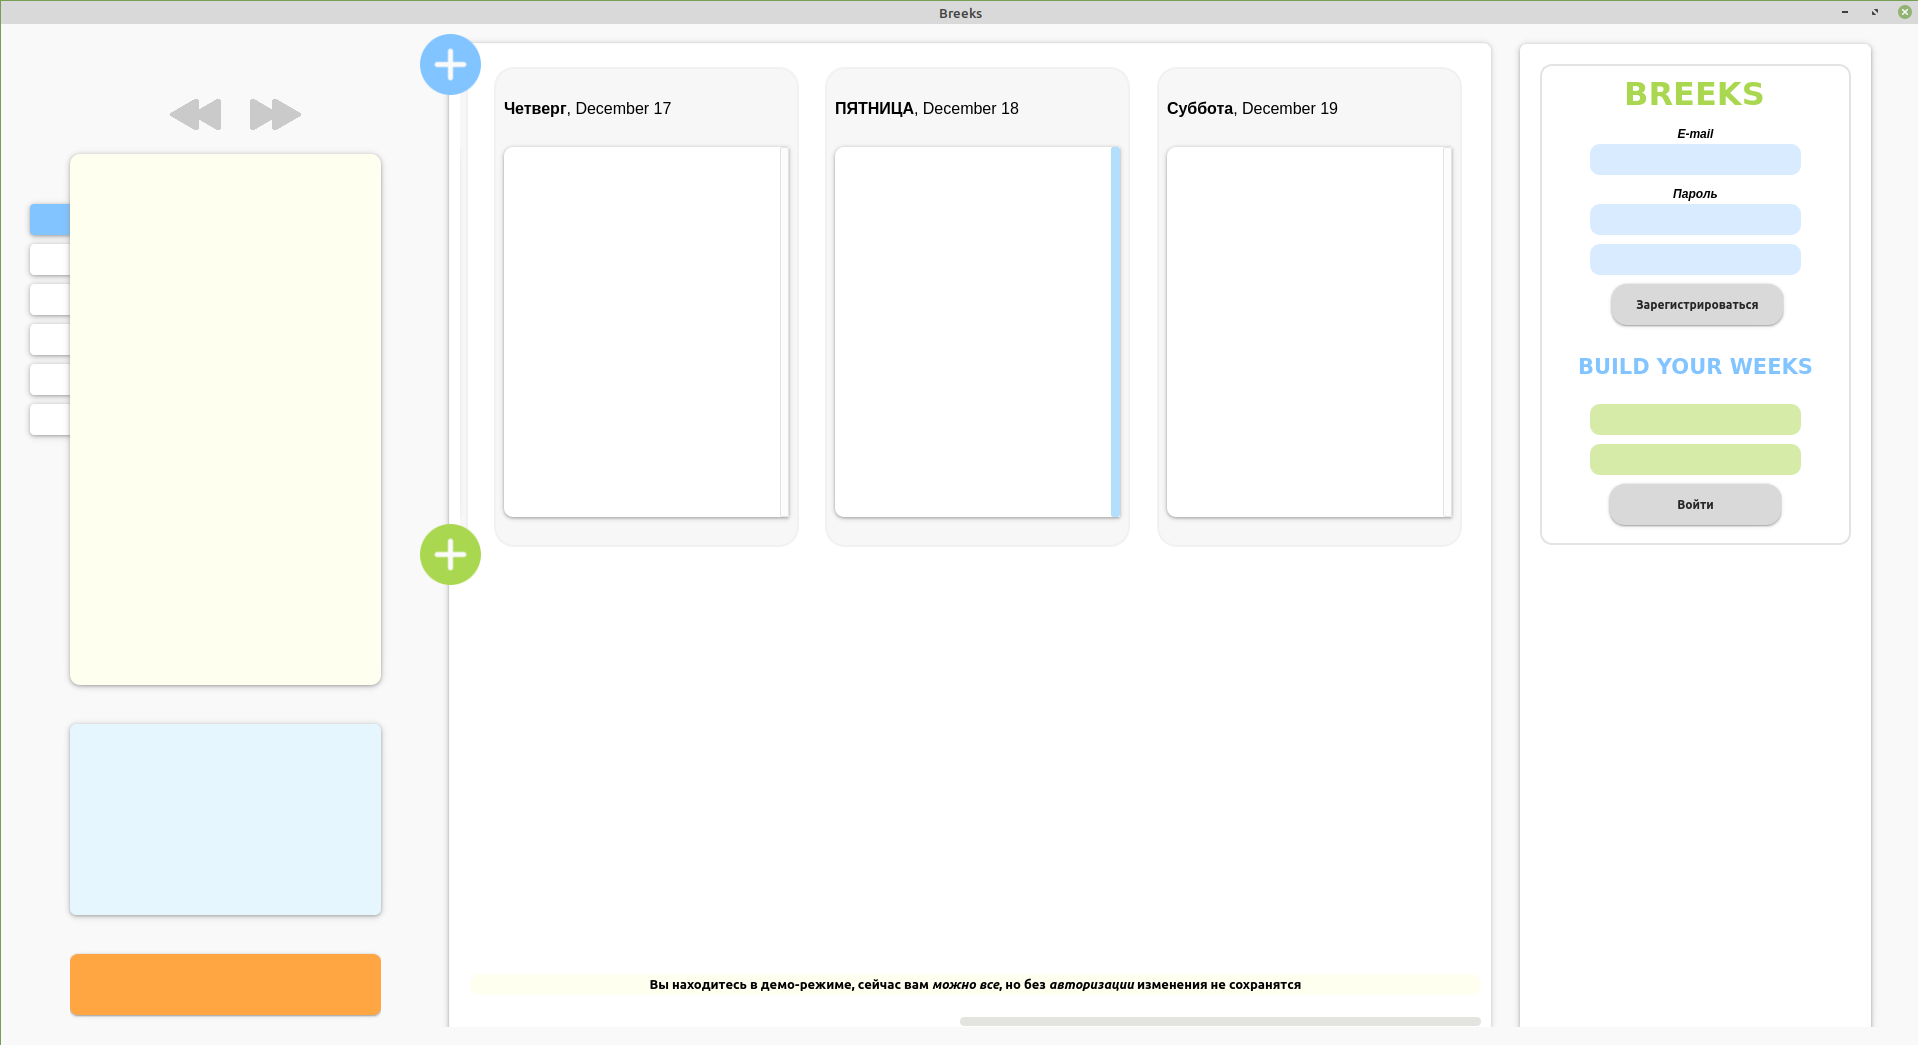 Breeks
Четверг, December 17
ПЯТНИЦА, December 18
Суббота, December 19
BREEKS
E-mail
Пароль
Зарегистрироваться
BUILD YOUR WEEKS
Войти
Вы находитесь в демо-режиме, сейчас вам можно все, но без авторизации изменения не сохранятся